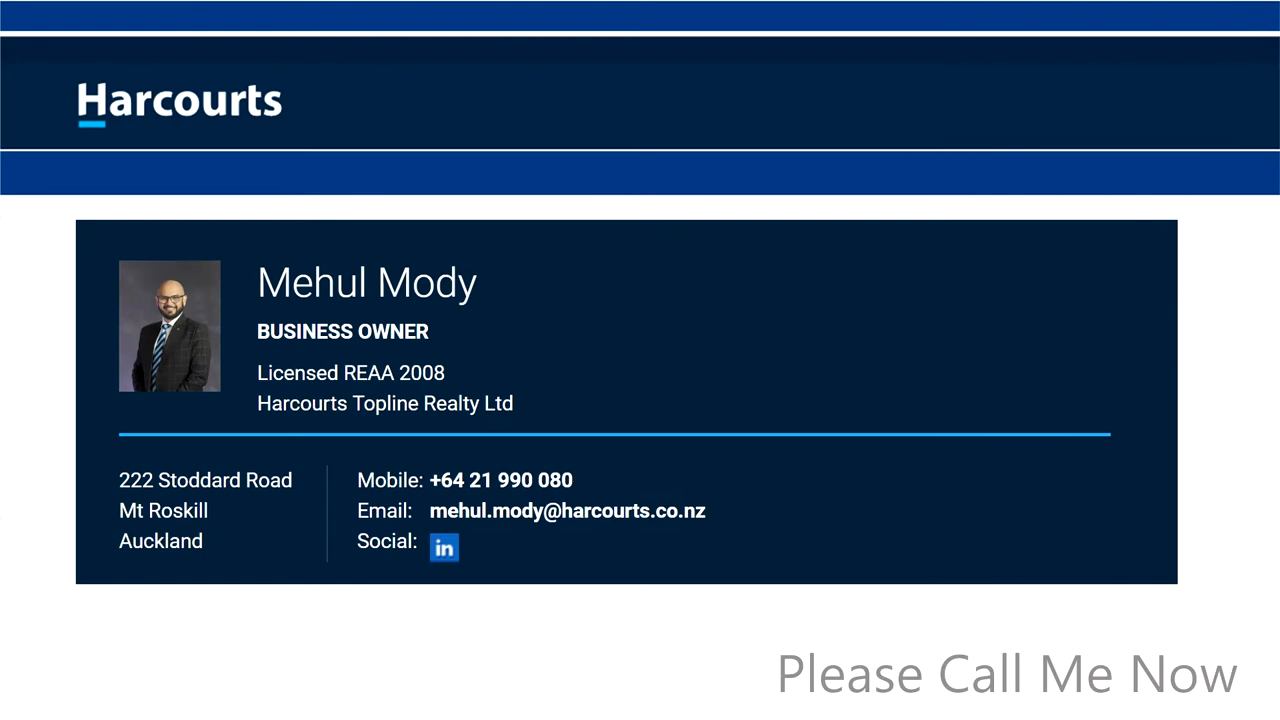 Harcourts
Mehul Mody
BUSINESS OWNER
Licensed REAA 2008
Harcourts Topline Realty Ltd
222 Stoddard Road
Mt Roskill
Auckland
Mobile: +64 21 990 080
Email: mehul.mody@harcourts.co.nz
Social: in
Please Call Me Now